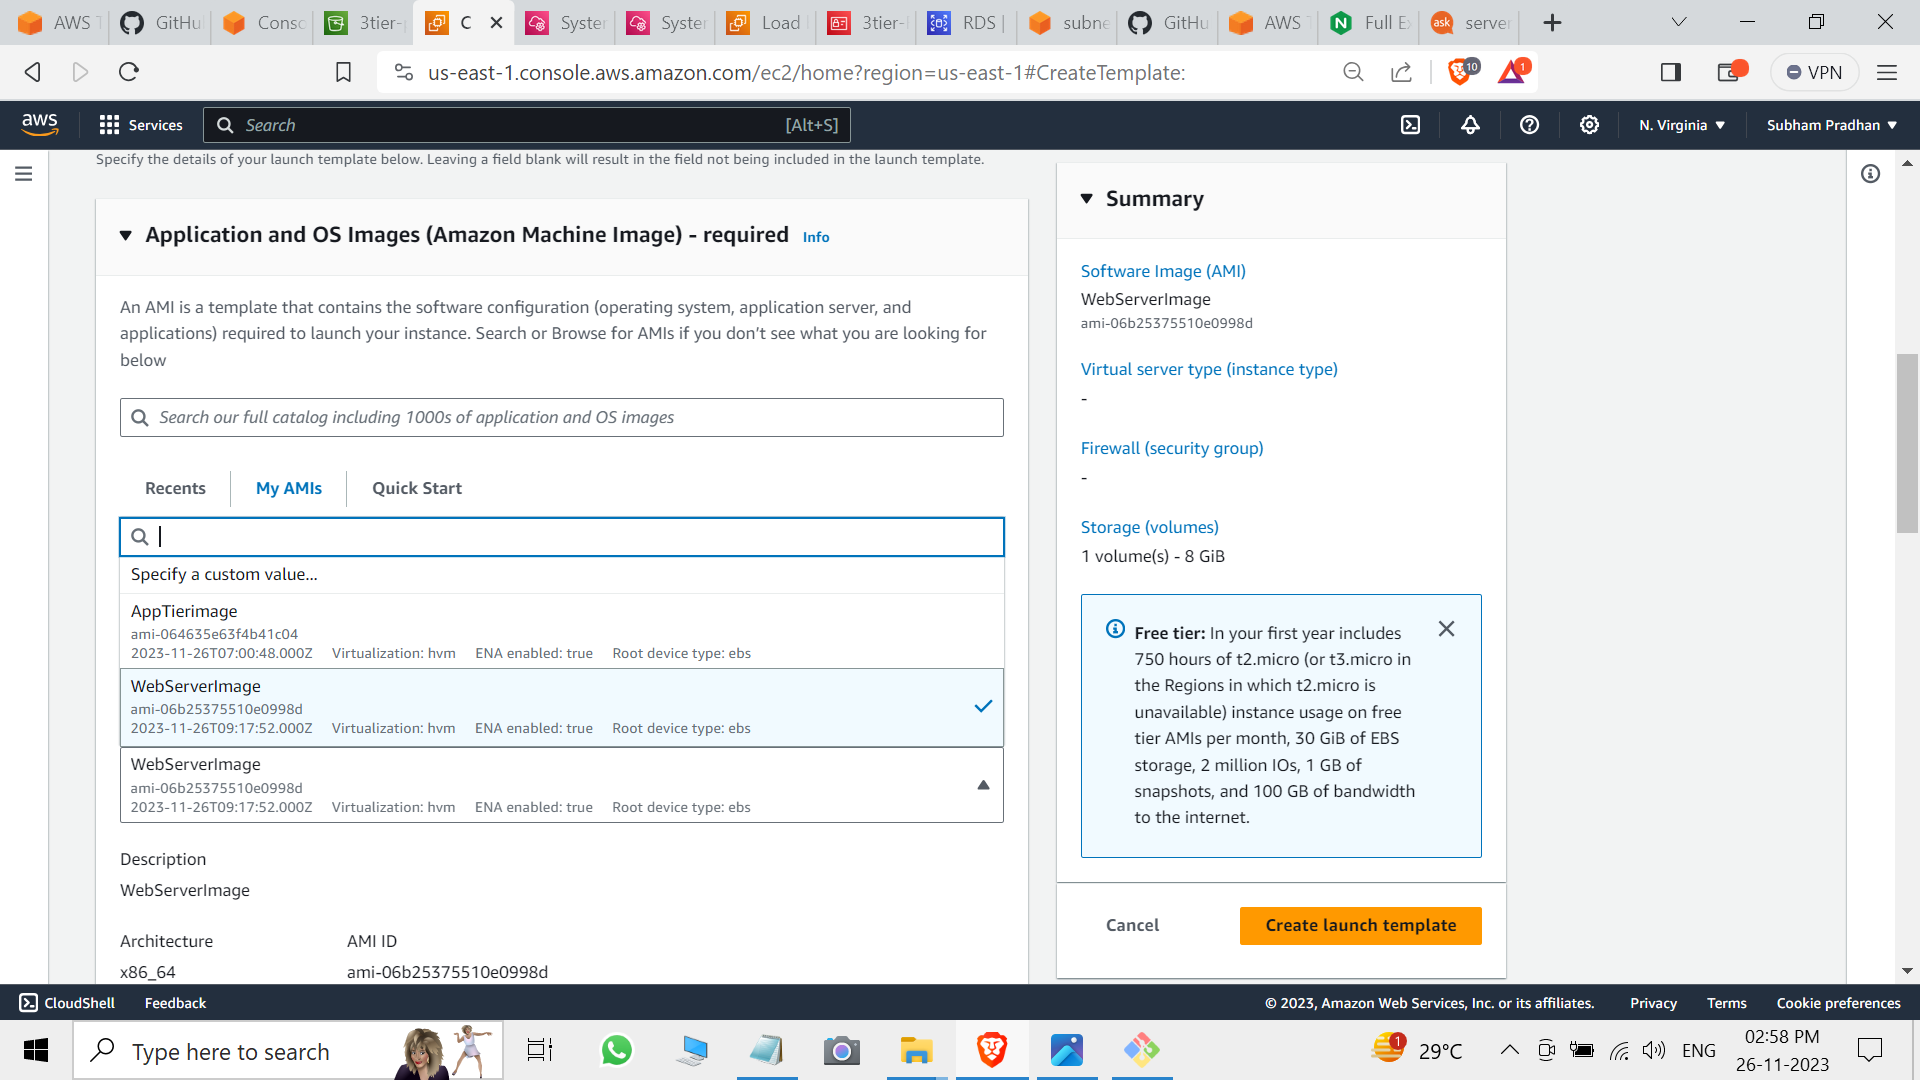 AWS T
GitHu
Conso
3tier-
C
System
System
Load
3tier-
RDS |
subne
GitHu
AWS T
Full Ex
ask
server
us-east-1.console.aws.amazon.com/ec2/home?region=us-east-1#CreateTemplate:
10
1
VPN
aws
Services
Search
[Alt+S]
N. Virginia
Subham Pradhan
Specify the details of your launch template below. Leaving a field blank will result in the field not being included in the launch template.
Application and OS Images (Amazon Machine Image) - required
Info
An AMI is a template that contains the software configuration (operating system, application server, and
applications) required to launch your instance. Search or Browse for AMIs if you don't see what you are looking for
below
Search our full catalog including 1000s of application and OS images
Recents
My AMIs
Quick Start
Specify a custom value...
AppTierimage
ami-064635e63f4b41c04
2023-11-26T07:00:48.000Z Virtualization: hvm ENA enabled: true Root device type: ebs
WebServerImage
ami-06b25375510e0998d
2023-11-26T09:17:52.000Z Virtualization: hvm ENA enabled: true Root device type: ebs
WebServerImage
ami-06b25375510e0998d
2023-11-26T09:17:52.000Z Virtualization: hvm ENA enabled: true Root device type: ebs
Description
WebServerImage
Architecture
AMI ID
x86_64
ami-06b25375510e0998d
Summary
Software Image (AMI)
WebServerImage
ami-06b25375510e0998d
Virtual server type (instance type)
-
Firewall (security group)
-
Storage (volumes)
1 volume(s) - 8 GiB
Free tier: In your first year includes
750 hours of t2.micro (or t3.micro in
the Regions in which t2.micro is
unavailable) instance usage on free
tier AMIs per month, 30 GiB of EBS
storage, 2 million IOs, 1 GB of
snapshots, and 100 GB of bandwidth
to the internet.
Cancel
Create launch template
CloudShell
Feedback
© 2023, Amazon Web Services, Inc. or its affiliates.
Privacy
Terms
Cookie preferences
Type here to search
1
29°C
ENG
02:58 PM
26-11-2023